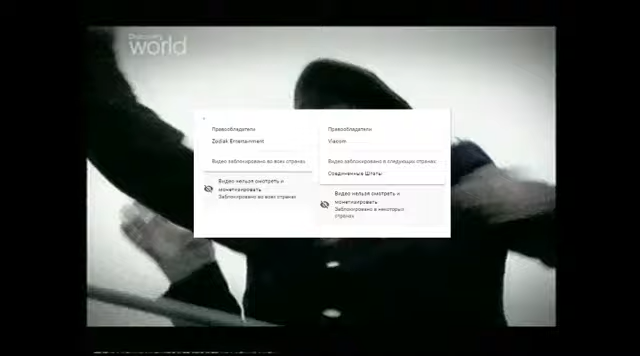 Discovery
world
Правообладатели
Zodiak Entertainment
Видео заблокировано во всех странах
Видео нельзя смотреть и
монетизировать
Заблокировано во всех странах
Правообладатели
Viacom
Видео заблокировано в следующих странах:
Соединенные Штаты
Видео нельзя смотреть и
монетизировать
Заблокировано в некоторых
странах